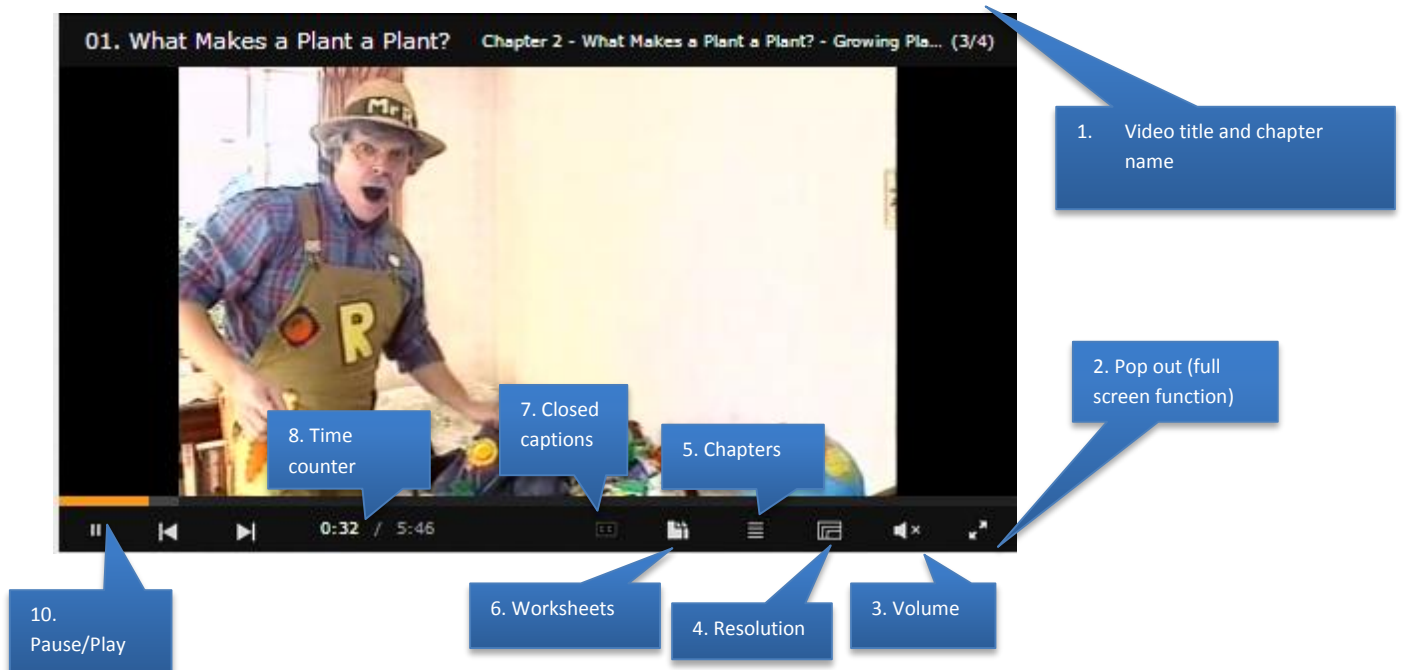 01. What Makes a Plant a Plant? Chapter 2 - What Makes a Plant a Plant? - Growing Pla... (3/4)
Mr R
R
1. Video title and chapter
name
2. Pop out (full
screen function)
7. Closed
captions
8. Time
counter
5. Chapters
0:32 / 5:46
10.
Pause/Play
6. Worksheets
4. Resolution
3. Volume